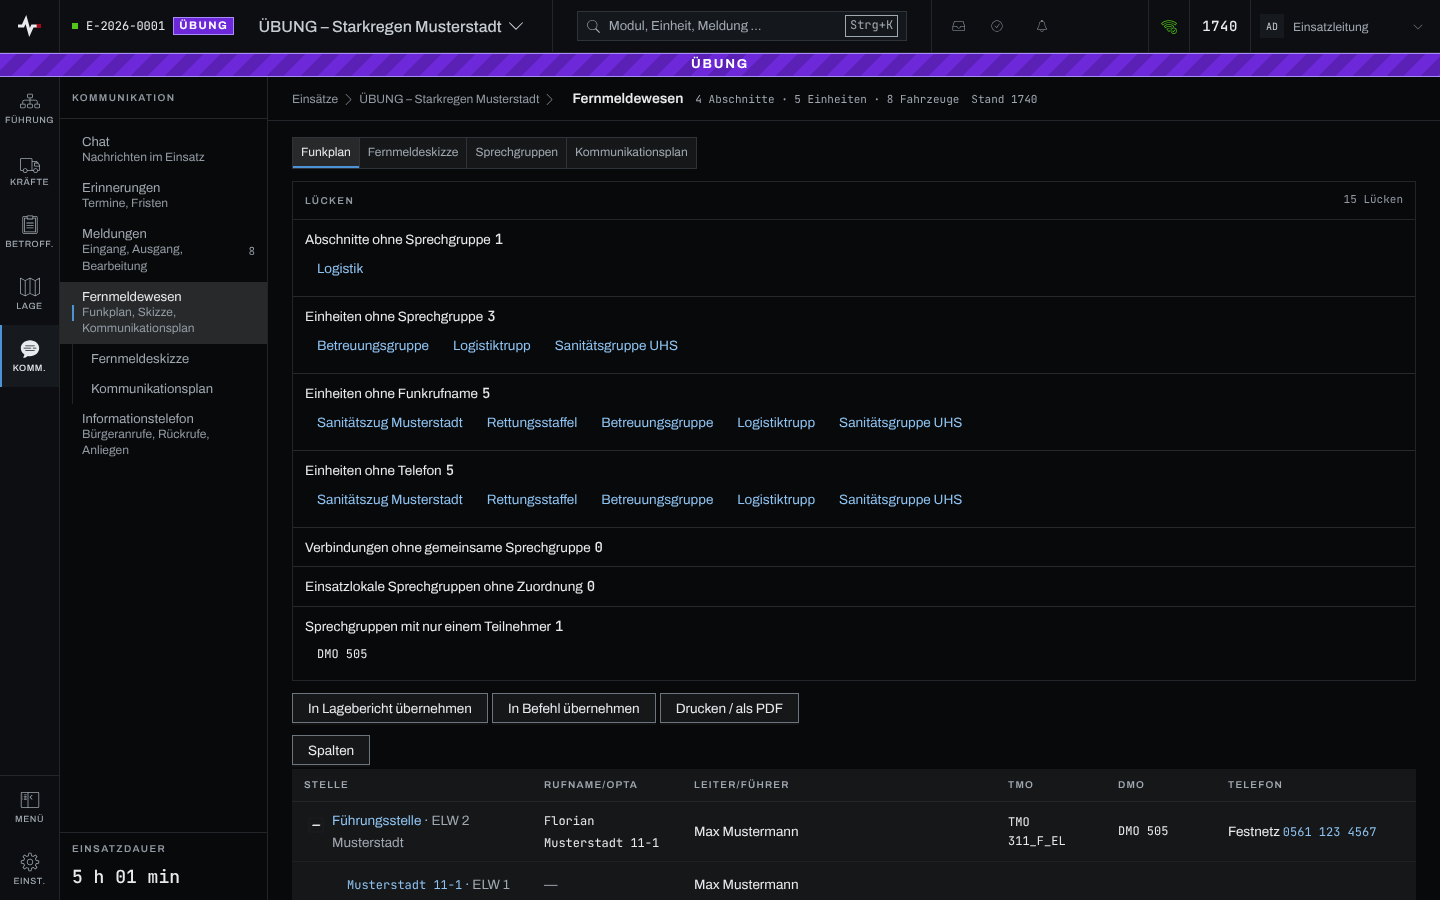 E-2026-0001 ÜBUNG ÜBUNG – Starkregen Musterstadt Modul, Einheit, Meldung ... Strg+K 1740 AD Einsatzleitung
ÜBUNG
FÜHRUNG
KRÄFTE
BETROFF.
LAGE
KOMM.
MENÜ
EINST.
KOMMUNIKATION
Chat
Nachrichten im Einsatz
Erinnerungen
Termine, Fristen
Meldungen
Eingang, Ausgang,
Bearbeitung
8
Fernmeldewesen
Funkplan, Skizze,
Kommunikationsplan
Fernmeldeskizze
Kommunikationsplan
Informationstelefon
Bürgeranrufe, Rückrufe,
Anliegen
EINSATZDAUER
5 h 01 min
Einsätze ÜBUNG – Starkregen Musterstadt Fernmeldewesen 4 Abschnitte · 5 Einheiten · 8 Fahrzeuge Stand 1740
Funkplan Fernmeldeskizze Sprechgruppen Kommunikationsplan
LÜCKEN 15 Lücken
Abschnitte ohne Sprechgruppe 1
Logistik
Einheiten ohne Sprechgruppe 3
Betreuungsgruppe Logistiktrupp Sanitätsgruppe UHS
Einheiten ohne Funkrufname 5
Sanitätszug Musterstadt Rettungsstaffel Betreuungsgruppe Logistiktrupp Sanitätsgruppe UHS
Einheiten ohne Telefon 5
Sanitätszug Musterstadt Rettungsstaffel Betreuungsgruppe Logistiktrupp Sanitätsgruppe UHS
Verbindungen ohne gemeinsame Sprechgruppe 0
Einsatzlokale Sprechgruppen ohne Zuordnung 0
Sprechgruppen mit nur einem Teilnehmer 1
DMO 505
In Lagebericht übernehmen In Befehl übernehmen Drucken / als PDF
Spalten
STELLE RUFNAME/OPTA LEITER/FÜHRER TMO DMO TELEFON
– Führungsstelle · ELW 2 Musterstadt Florian Musterstadt 11-1 Max Mustermann TMO 311_F_EL DMO 505 Festnetz 0561 123 4567
Musterstadt 11-1 · ELW 1 — Max Mustermann